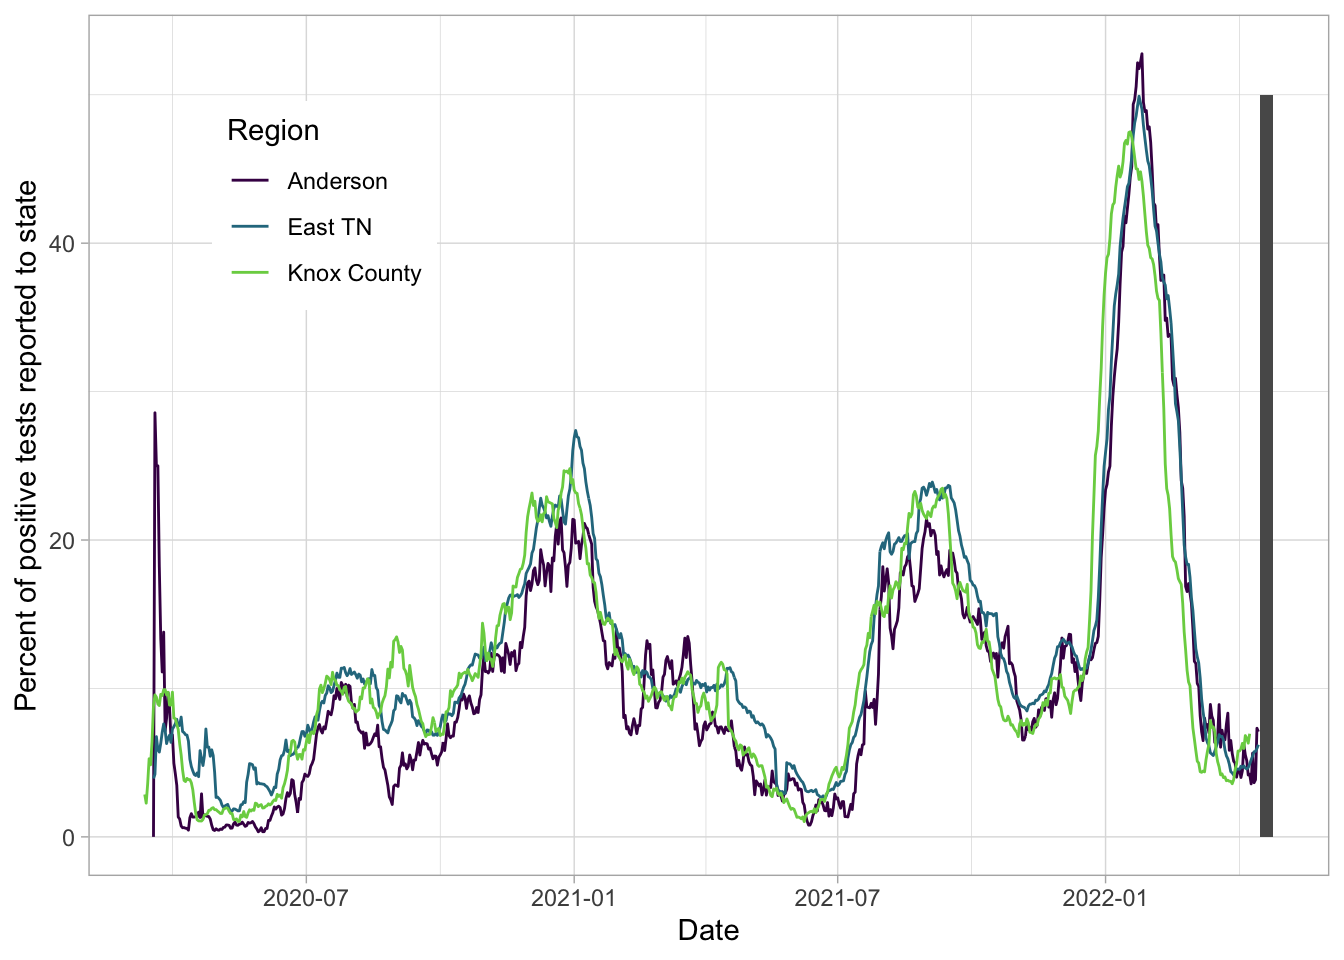 Percent of positive tests reported to state
Region
Anderson
East TN
Knox County
40
20
0
2020-07
2021-01
2021-07
2022-01
Date